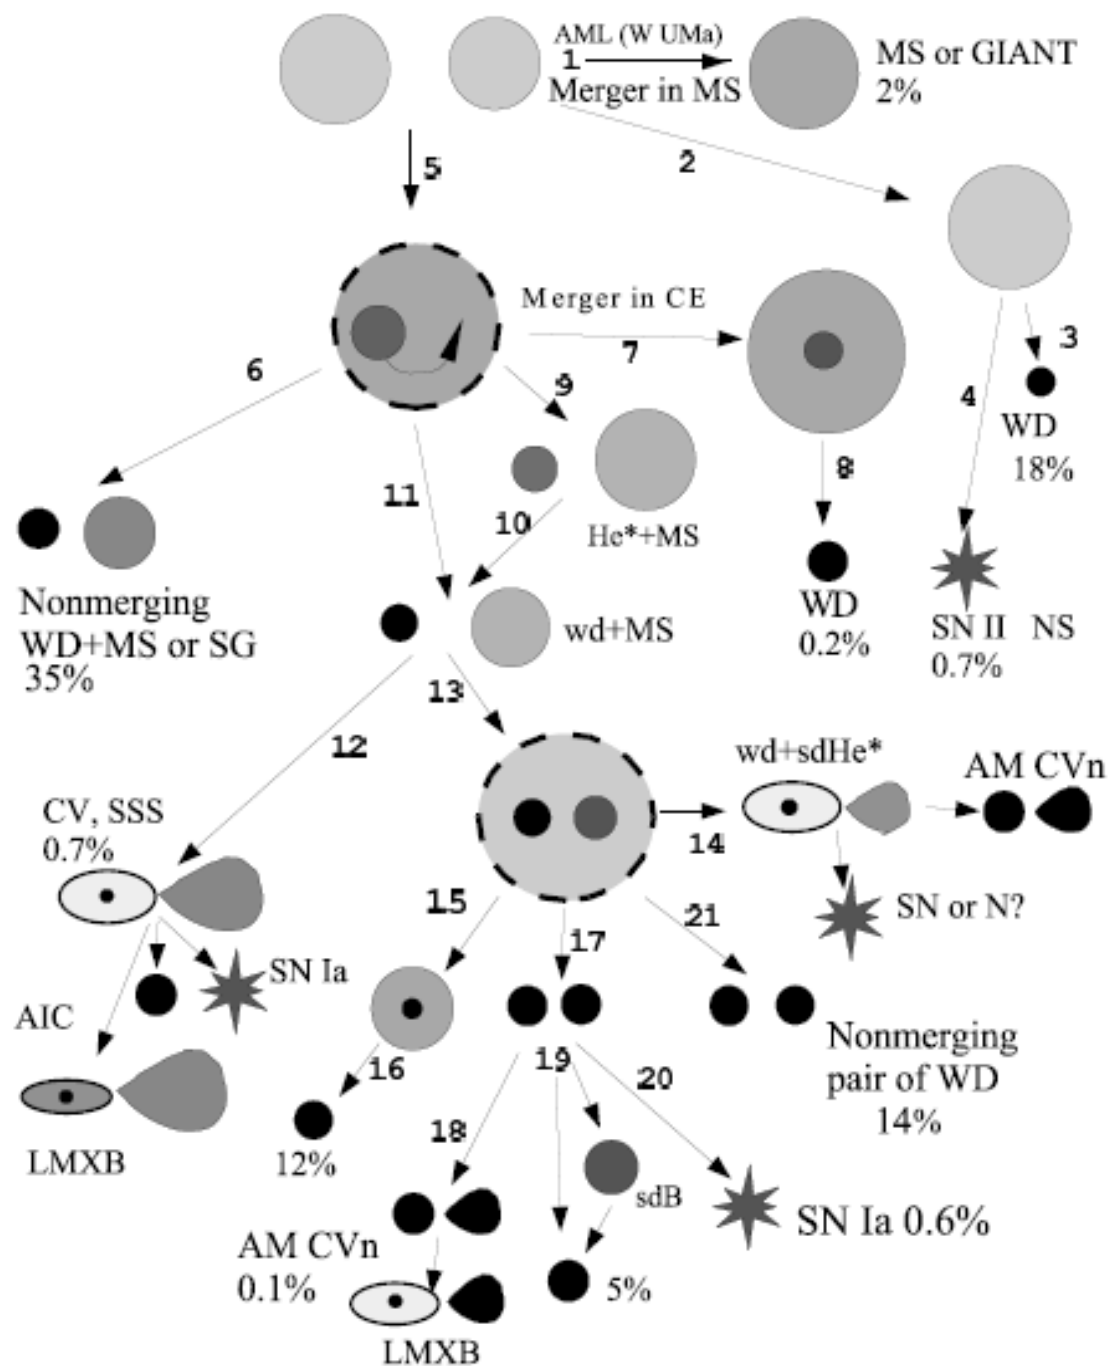 AML (W UMa)
1
Merger in MS
MS or GIANT
2%
2
5
Merger in CE
7
6
9
3
4
WD
18%
8
11
10
He*+MS
Nonmerging
WD+MS or SG
35%
wd+MS
WD
0.2%
SN II NS
0.7%
13
12
wd+sdHe*
AM CVn
14
CV, SSS
0.7%
15
17
21
SN or N?
SN Ia
AIC
16
19
20
Nonmerging
pair of WD
14%
LMXB
12%
18
sdB
AM CVn
0.1%
5%
SN Ia 0.6%
LMXB